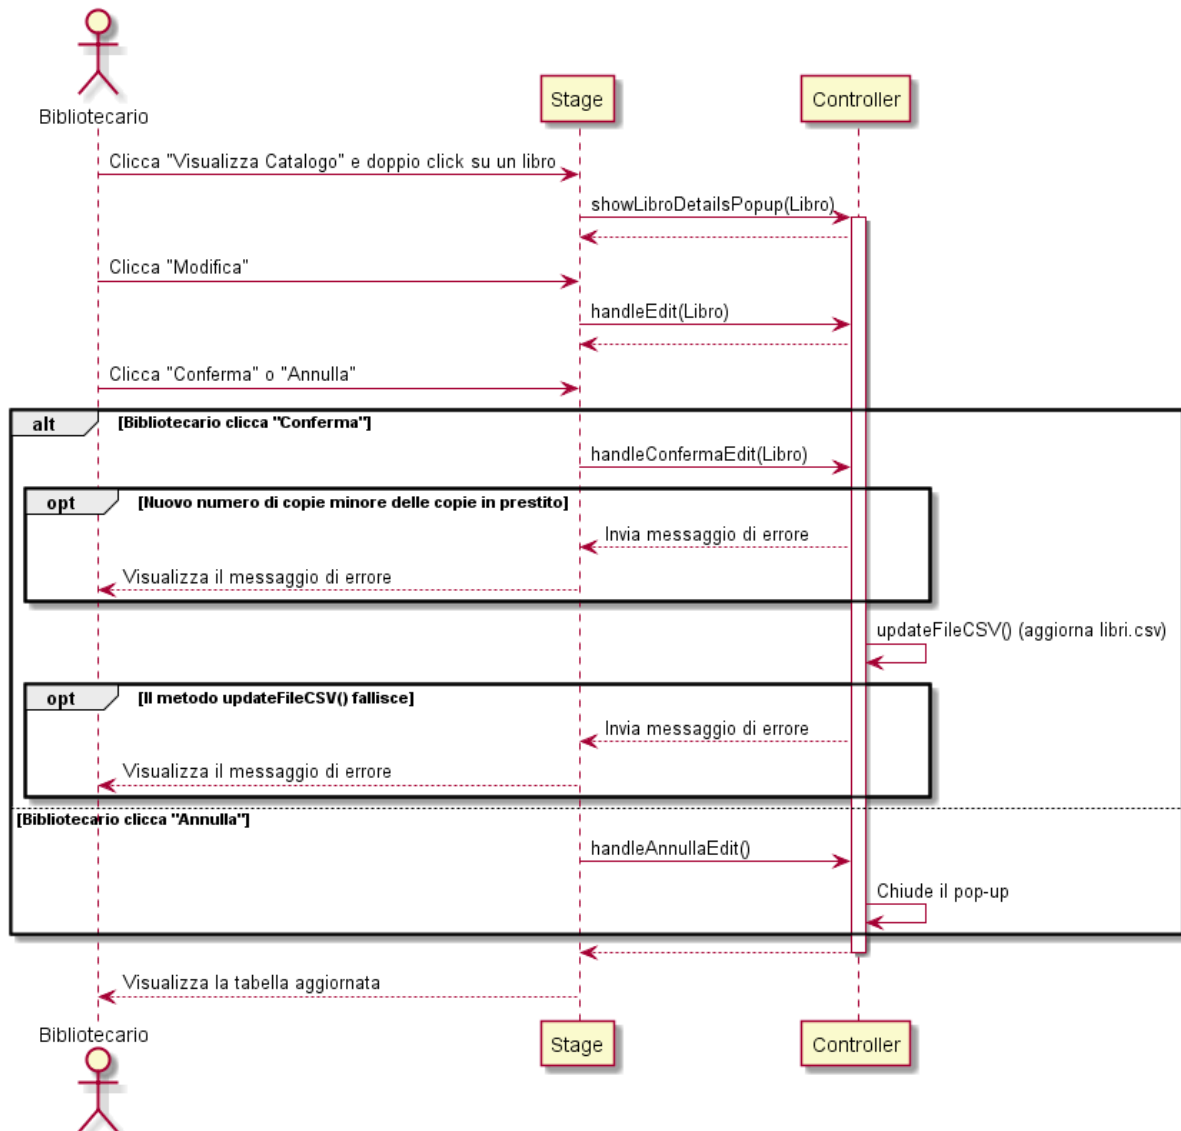 Bibliotecario
Stage
Controller
Clicca "Visualizza Catalogo" e doppio click su un libro
showLibroDetailsPopup(Libro)
Clicca "Modifica"
handleEdit(Libro)
Clicca "Conferma" o "Annulla"
alt
[Bibliotecario clicca "Conferma"]
handleConfermaEdit(Libro)
opt
[Nuovo numero di copie minore delle copie in prestito]
Invia messaggio di errore
Visualizza il messaggio di errore
updateFileCSV() (aggiorna libri.csv)
opt
[Il metodo updateFileCSV() fallisce]
Invia messaggio di errore
Visualizza il messaggio di errore
[Bibliotecario clicca "Annulla"]
handleAnnullaEdit()
Chiude il pop-up
Visualizza la tabella aggiornata
Bibliotecario
Stage
Controller